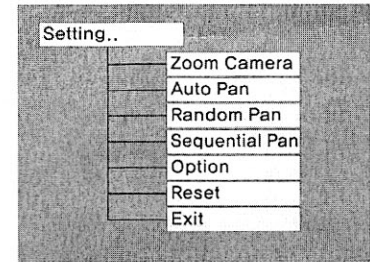 Setting..
Zoom Camera
Auto Pan
Random Pan
Sequential Pan
Option
Reset
Exit